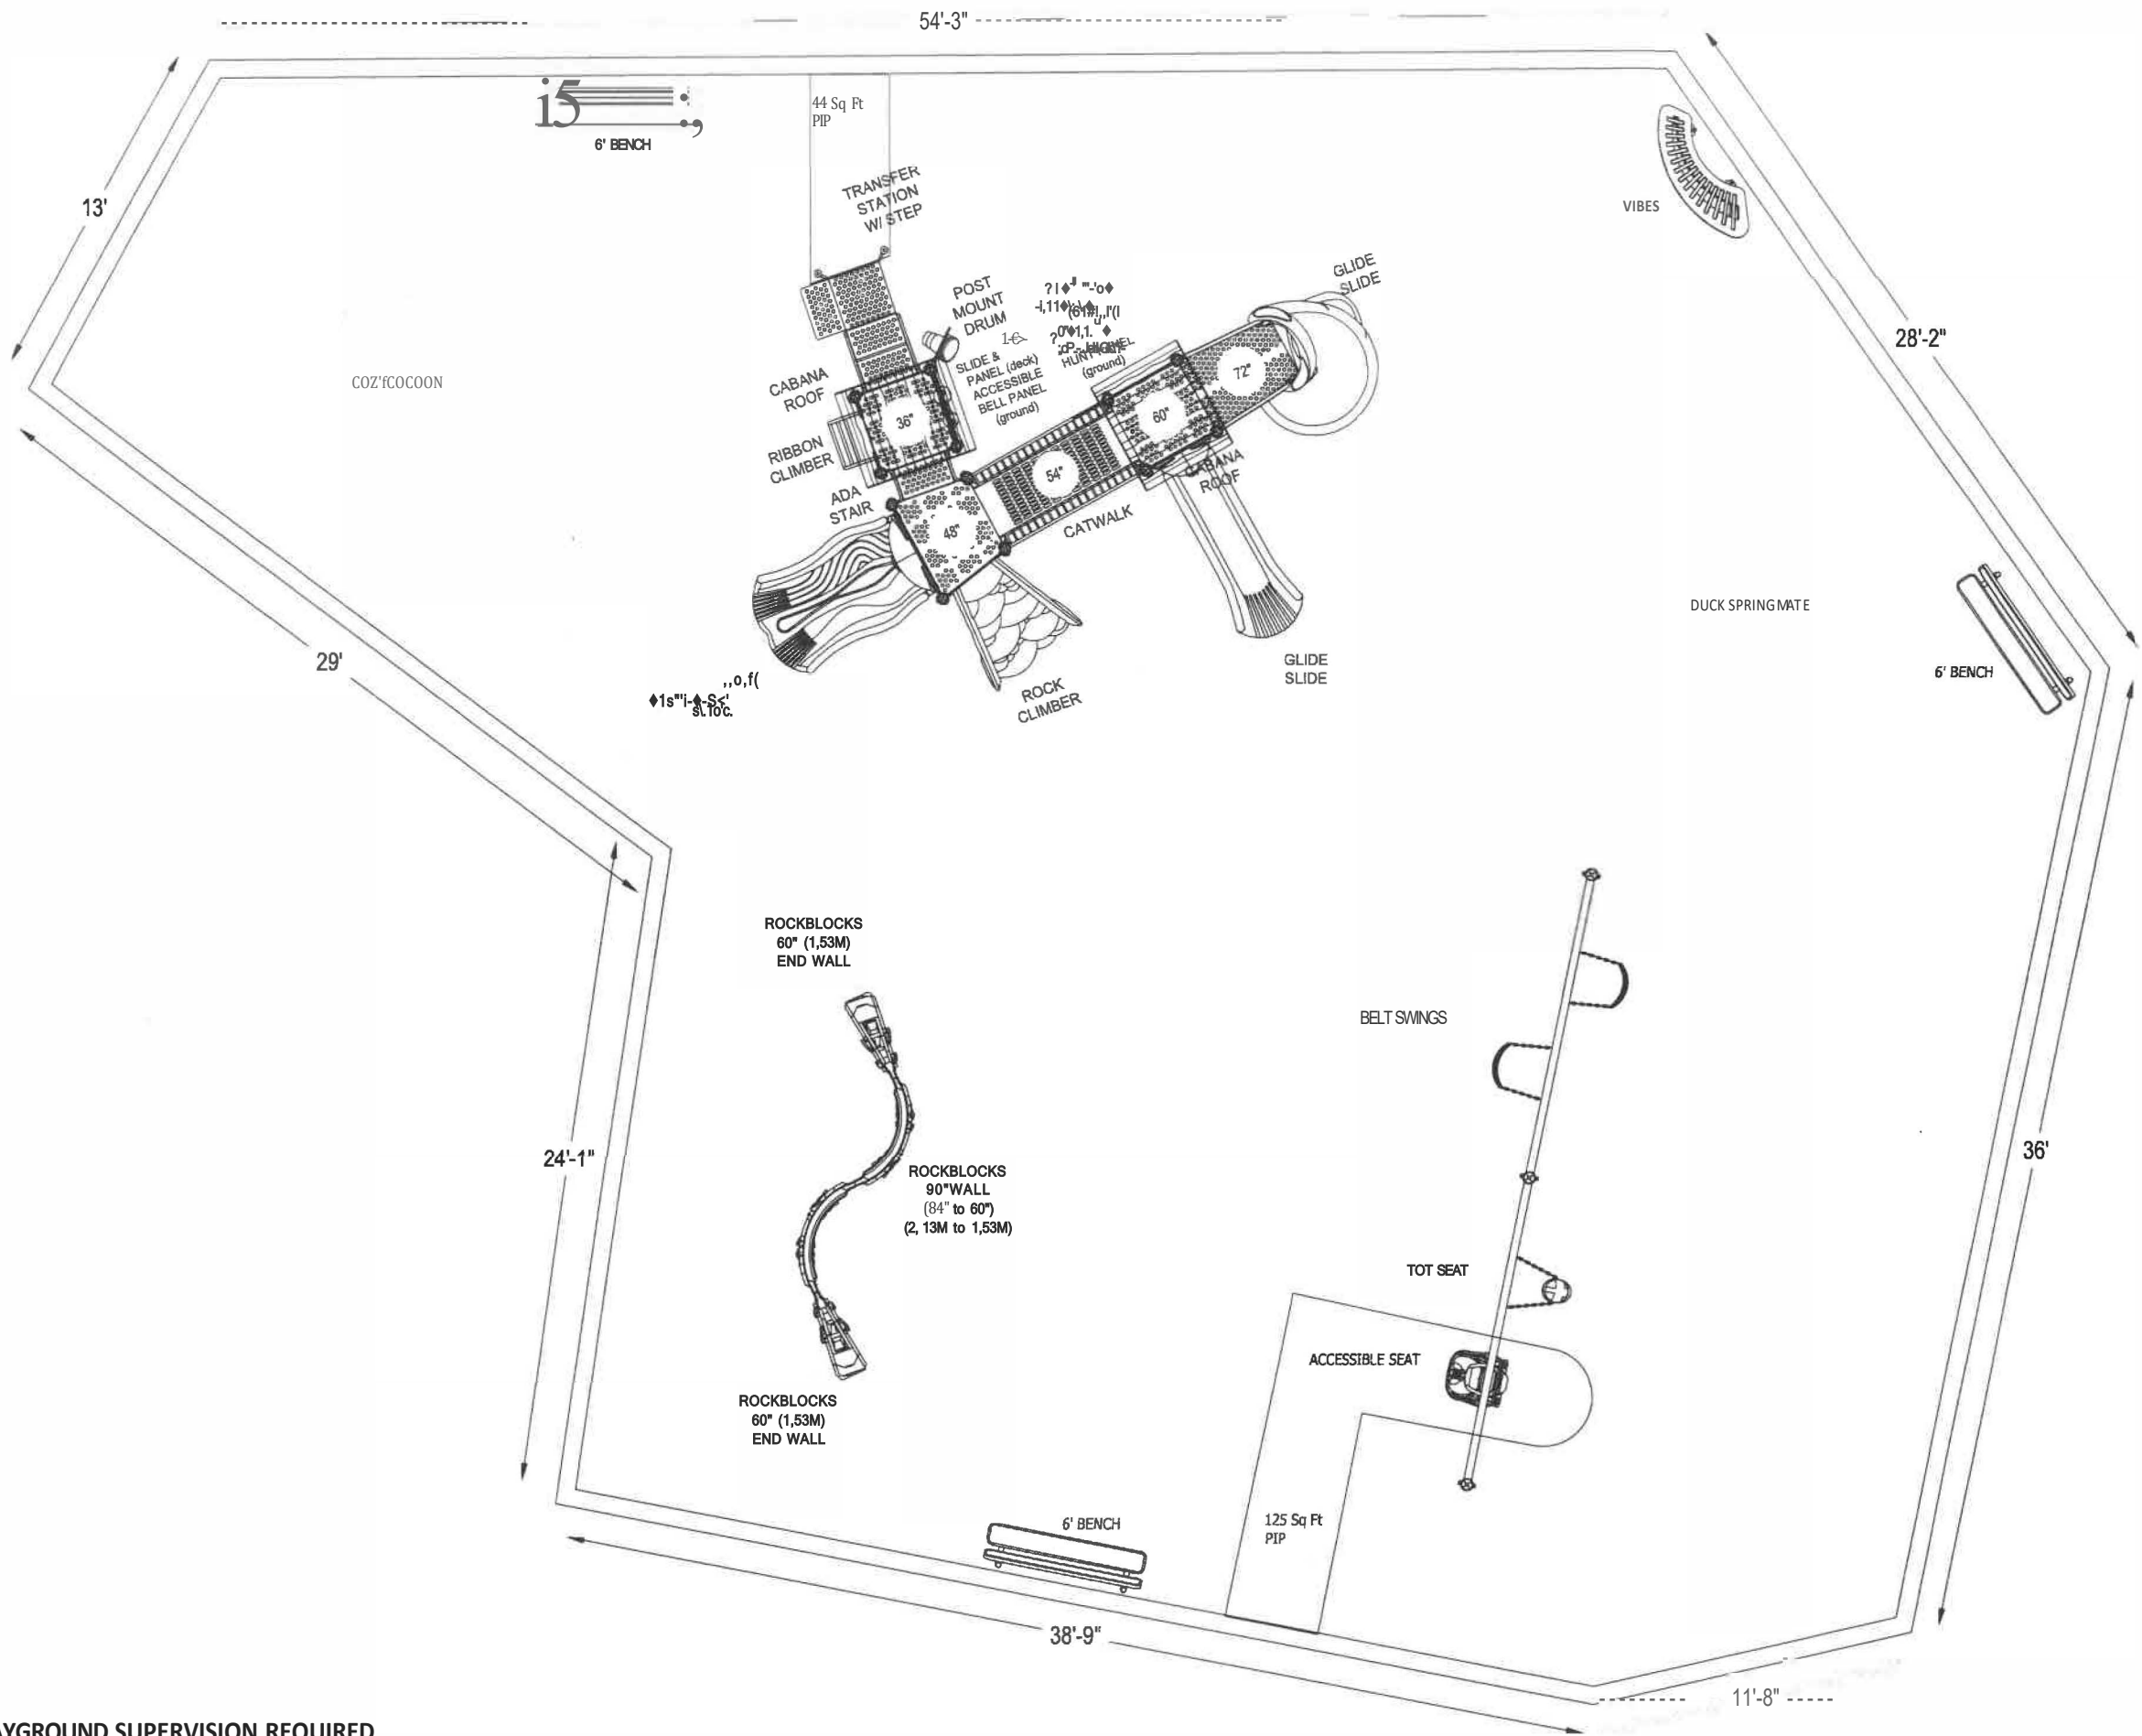 54'-3"
6' BENCH
44 Sq Ft
PIP
TRANSFER
STATION
W/ STEP
13'
VIBES
GLIDE
SLIDE
POST
MOUNT
DRUM
28'-2"
SLIDE &
PANEL (deck)
ACCESSIBLE
BELL PANEL
(ground)
(ground)
COZ'fCOCOON
CABANA
ROOF
36"
72"
60"
54"
48"
RIBBON
CLIMBER
ADA
STAIR
CABANA
ROOF
CATWALK
DUCK SPRINGMATE
29'
GLIDE
SLIDE
6' BENCH
ROCK
CLIMBER
ROCKBLOCKS
60" (1,53M)
END WALL
BELT SWINGS
24'-1"
ROCKBLOCKS
90"WALL
(84" to 60")
(2, 13M to 1,53M)
36'
TOT SEAT
ACCESSIBLE SEAT
ROCKBLOCKS
60" (1,53M)
END WALL
6' BENCH
125 Sq Ft
PIP
38'-9"
11'-8"
AYGROUND SUPERVISION REQUIRED